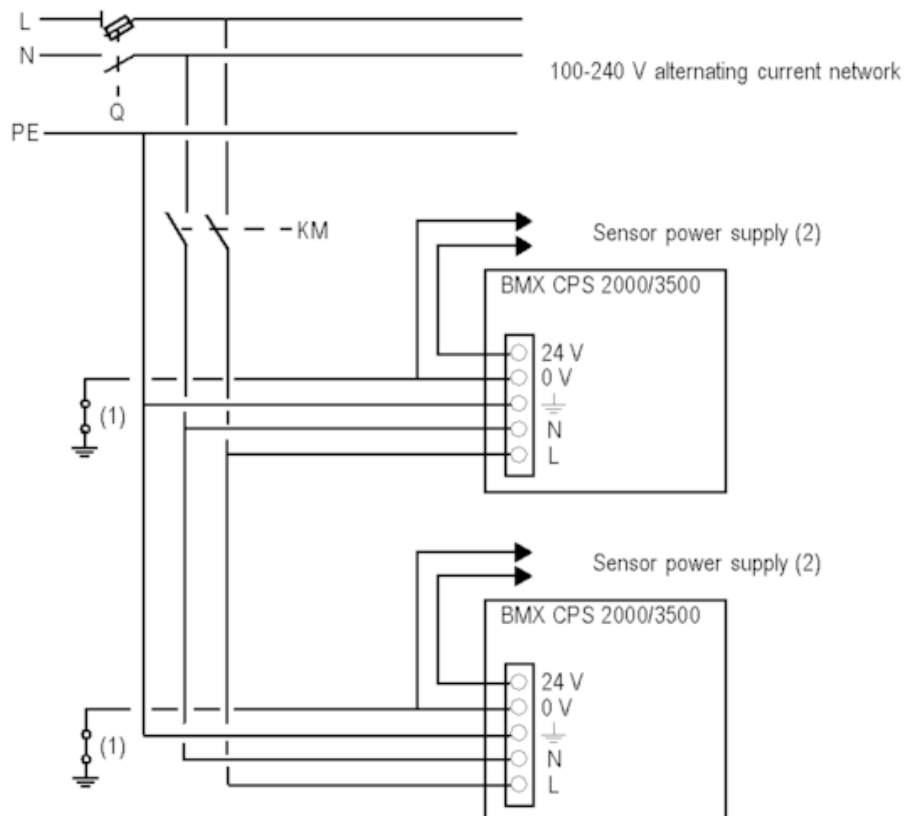 L
N
100-240 V alternating current network
Q
PE
KM
Sensor power supply (2)
BMX CPS 2000/3500
24 V
0 V
(1)
N
L
Sensor power supply (2)
BMX CPS 2000/3500
24 V
0 V
(1)
N
L